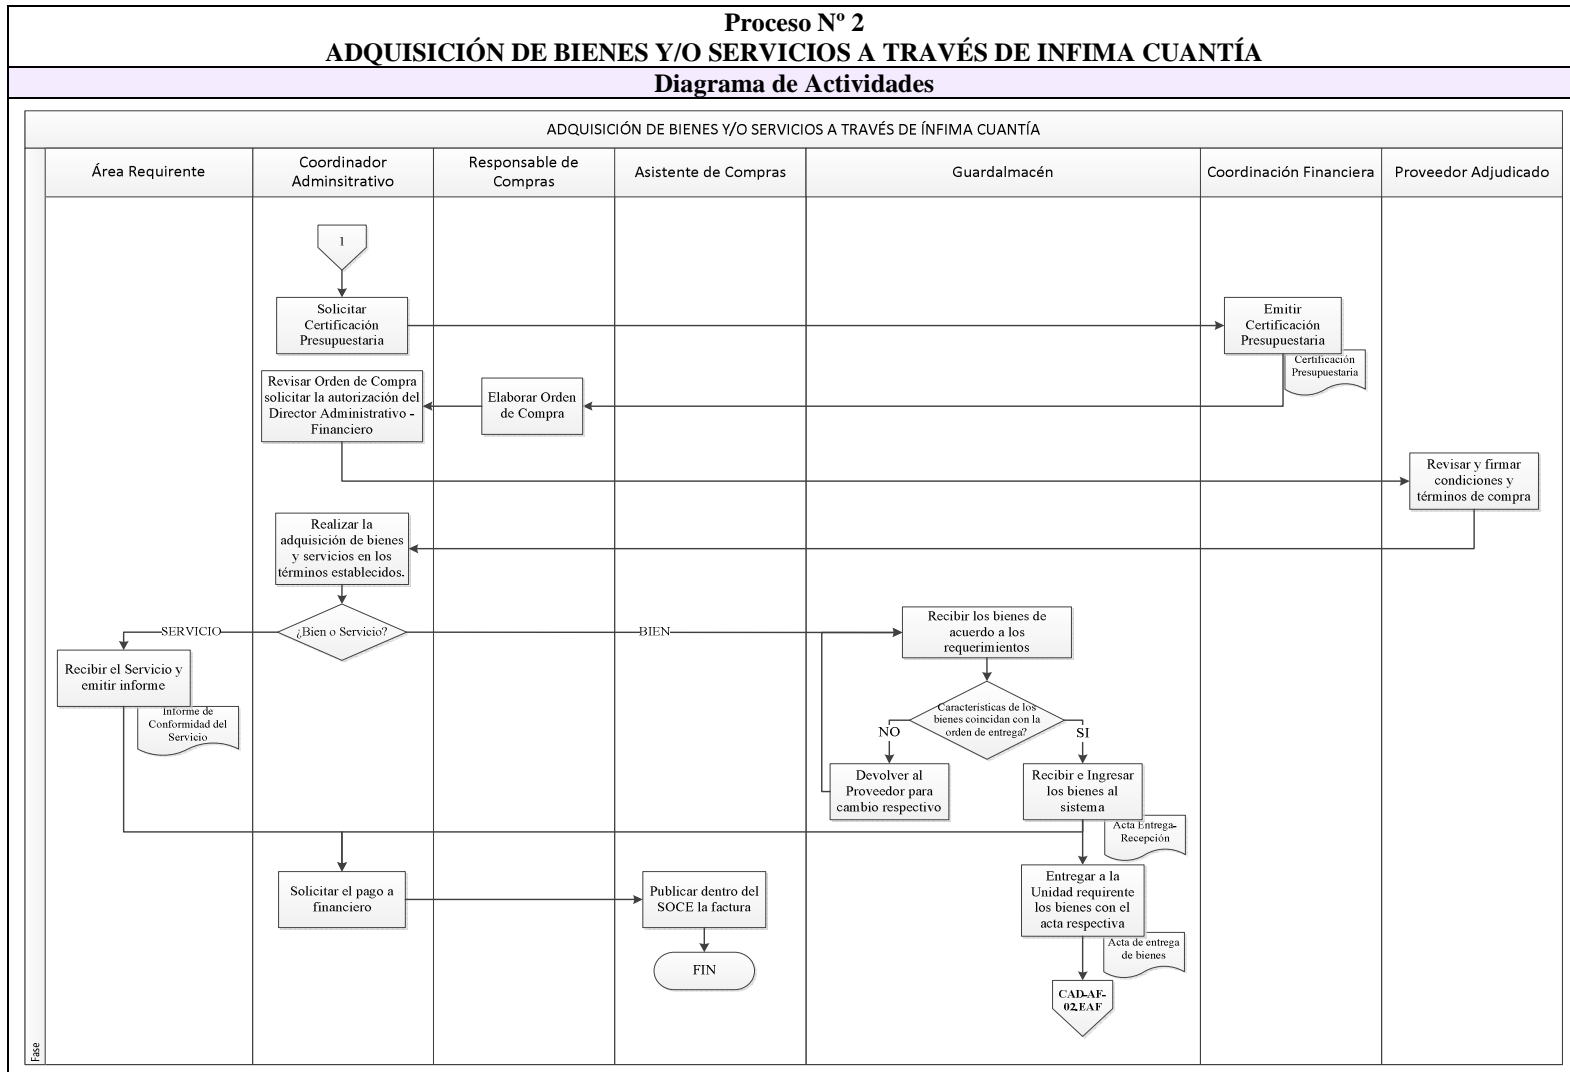 Proceso Nº 2
ADQUISICIÓN DE BIENES Y/O SERVICIOS A TRAVÉS DE INFIMA CUANTÍA
Diagrama de Actividades
ADQUISICIÓN DE BIENES Y/O SERVICIOS A TRAVÉS DE ÍNFIMA CUANTÍA
Fase
Área Requirente
Coordinador
Adminsitrativo
Responsable de
Compras
Asistente de Compras
Guardalmacén
Coordinación Financiera
Proveedor Adjudicado
1
Solicitar
Certificación
Presupuestaria
Emitir
Certificación
Presupuestaria
Certificación
Presupuestaria
Revisar Orden de Compra
solicitar la autorización del
Director Administrativo -
Financiero
Elaborar Orden
de Compra
Revisar y firmar
condiciones y
términos de compra
Realizar la
adquisición de bienes
y servicios en los
términos establecidos.
¿Bien o Servicio?
SERVICIO
BIEN
Recibir los bienes de
acuerdo a los
requerimientos
Recibir el Servicio y
emitir informe
Informe de
Conformidad del
Servicio
Características de los
bienes coincidan con la
orden de entrega?
NO
SI
Devolver al
Proveedor para
cambio respectivo
Recibir e Ingresar
los bienes al
sistema
Acta Entrega-
Recepción
Solicitar el pago a
financiero
Publicar dentro del
SOCE la factura
Entregar a la
Unidad requirente
los bienes con el
acta respectiva
Acta de entrega
de bienes
FIN
CAD-AF-
02.EAF